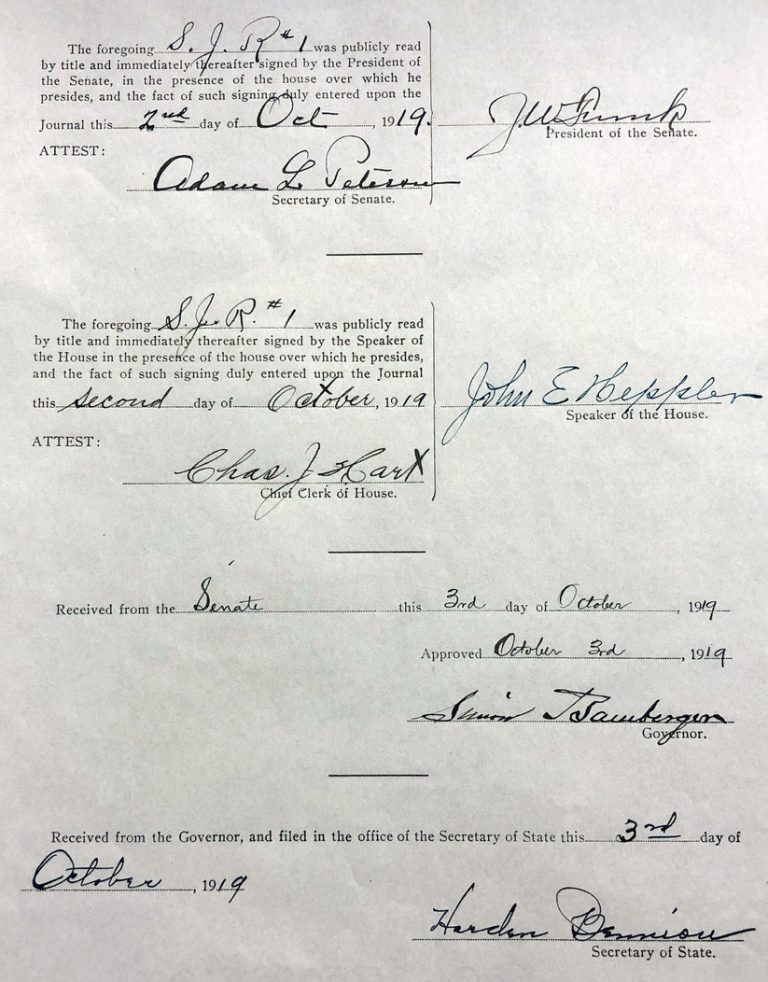 The foregoing S. J. R #1 was publicly read
by title and immediately thereafter signed by the President of
the Senate, in the presence of the house over which he
presides, and the fact of such signing duly entered upon the
Journal this 2nd day of Oct, 1919.
J.W. Funk
President of the Senate.
ATTEST:
Adam L. Peterson
Secretary of Senate.
The foregoing S.J. R. #1 was publicly read
by title and immediately thereafter signed by the Speaker of
the House in the presence of the house over which he presides,
and the fact of such signing duly entered upon the Journal
this second day of October, 1919
John E Heppler
Speaker of the House.
ATTEST:
Chas. J. Hart
Chief Clerk of House.
Received from the Senate this 3rd day of October, 1919
Approved October 3rd, 1919
Simon Bamberger
Governor.
Received from the Governor, and filed in the office of the Secretary of State this 3rd day of
October, 1919
Harden Bennion
Secretary of State.